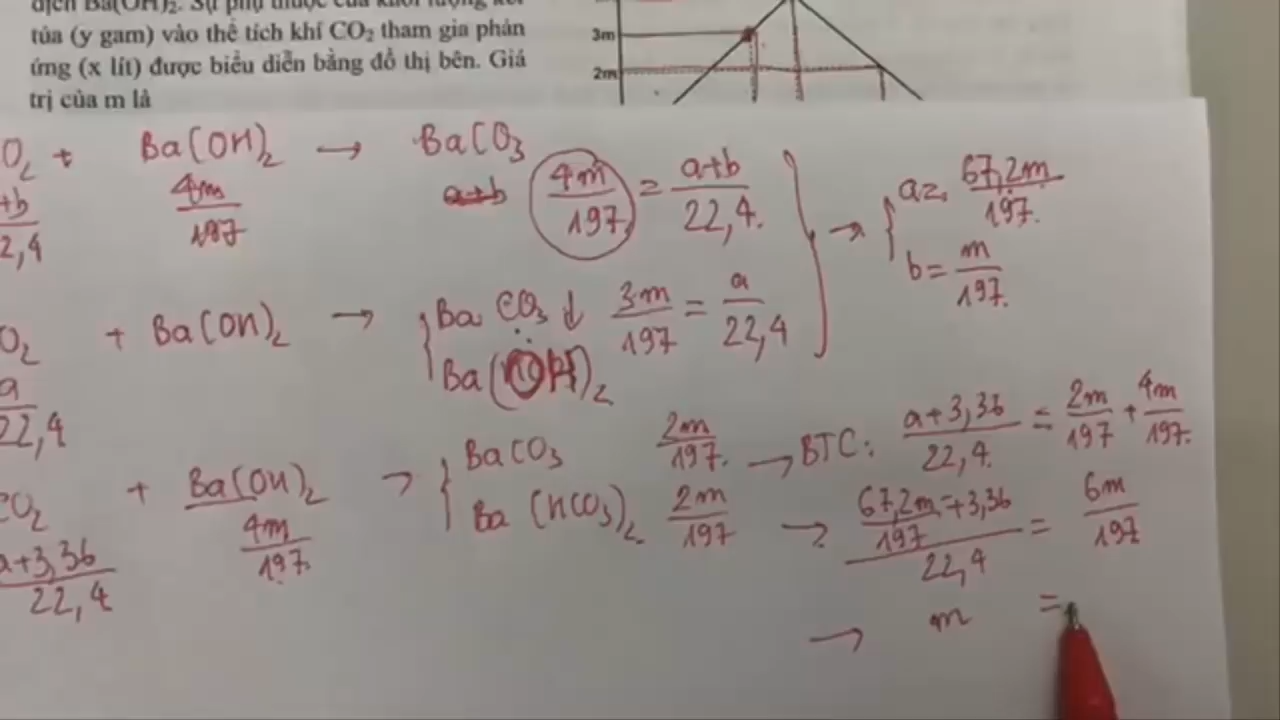 dịch Ba(OH)₂. Sự phụ thuộc của khối lượng kết
tủa (y gam) vào thể tích khí CO₂ tham gia phản
ứng (x lít) được biểu diễn bằng đồ thị bên. Giá
trị của m là
3m
2m
O₂ + Ba(OH)₂ → BaCO₃
+b/2,4 4m/197 a+b 4m/197 = a+b/22,4.
→ { a = 67,2m/197.
b = m/197.
O₂ + Ba(OH)₂ → { BaCO₃ ↓ 3m/197 = a/22,4
Ba(OH)₂
a/22,4
CO₂ + Ba(OH)₂ → { BaCO₃ 2m/197. → BTC: a+3,36/22,4. = 2m/197 + 4m/197.
Ba(HCO₃)₂ 2m/197 → 67,2m/197 + 3,36/22,4 = 6m/197
a+3,36/22,4 4m/197.
→ m =